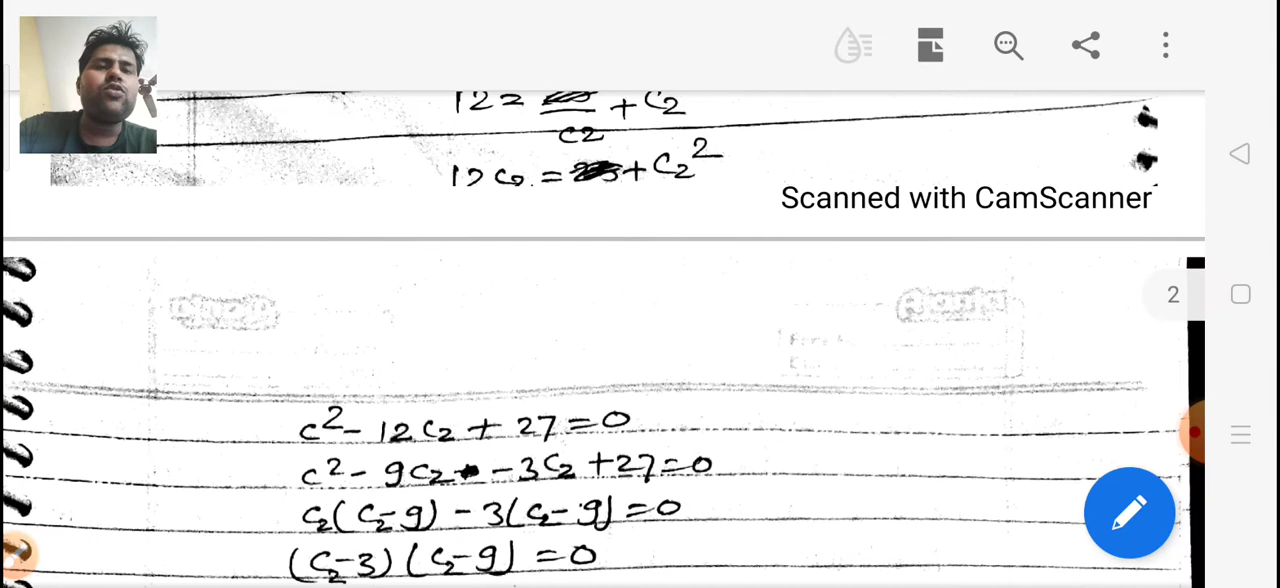 12 = + C2
C2
12 C2 = + C2²
Scanned with CamScanner
2
c² - 12C2 + 27 = 0
c² - 9C2 - 3C2 + 27 = 0
C2(C2-9) - 3(C2-9) = 0
(C2-3)(C2-9) = 0